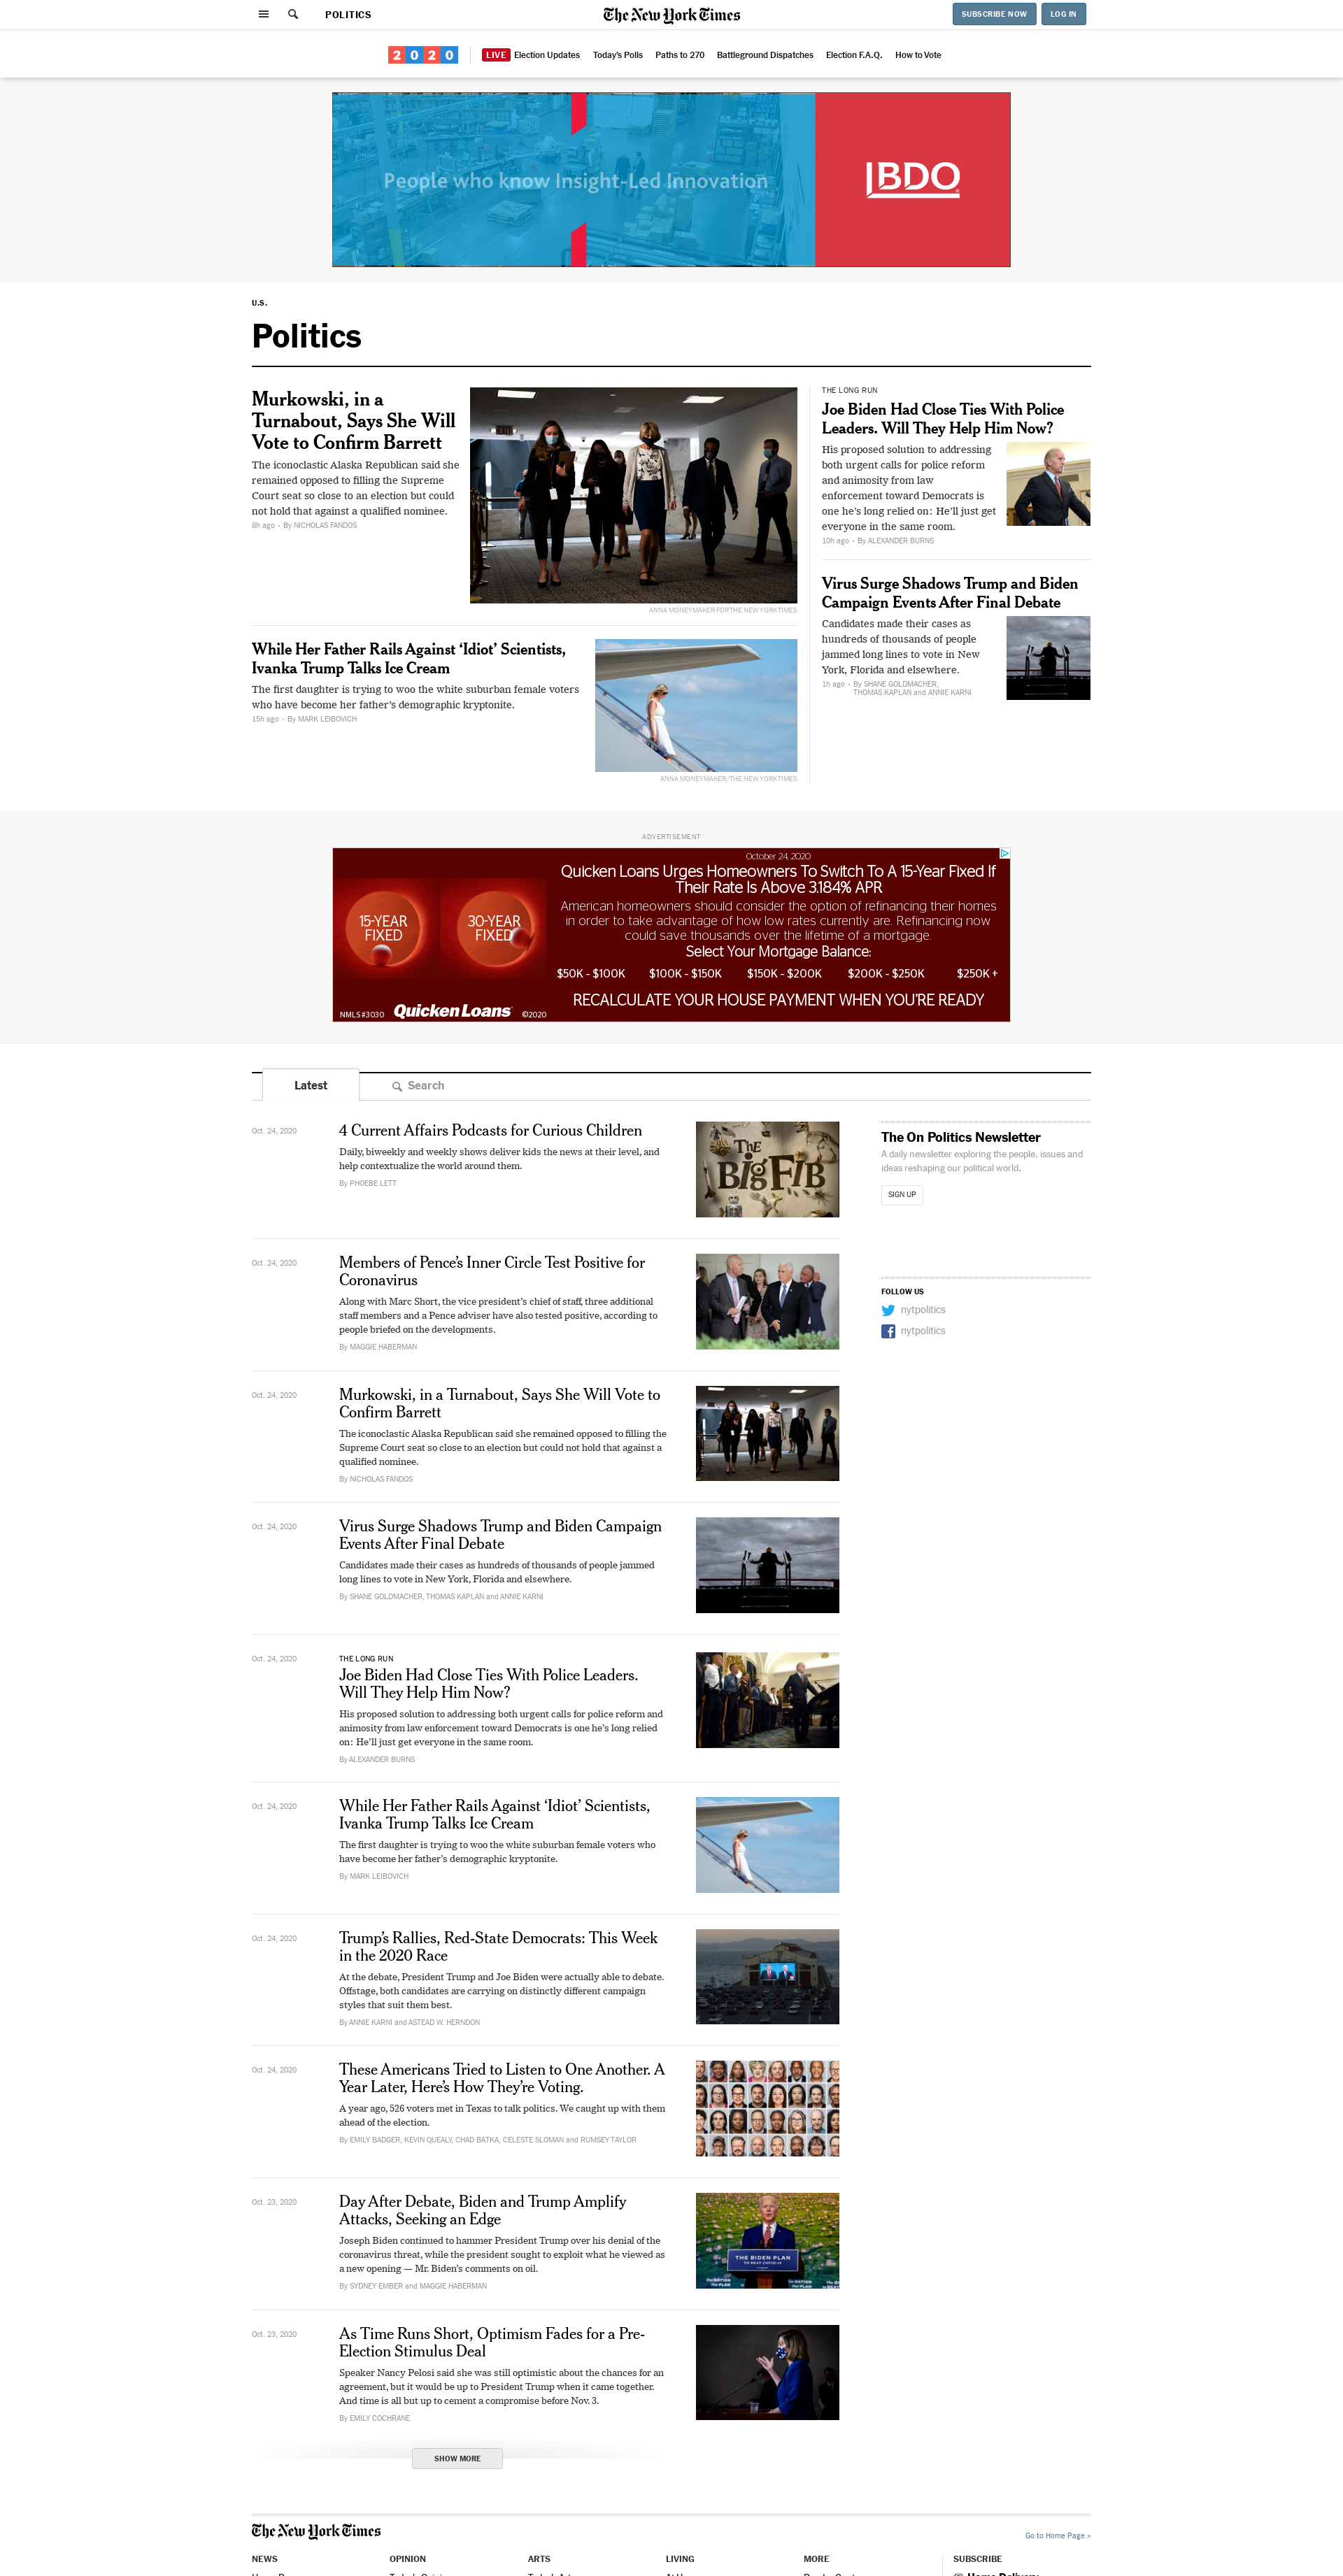 POLITICS
The New York Times
SUBSCRIBE NOW
LOG IN
2020
LIVE Election Updates
Today's Polls
Paths to 270
Battleground Dispatches
Election F.A.Q.
How to Vote
People who know Insight-Led Innovation
BDO
U.S.
Politics
Murkowski, in a
Turnabout, Says She Will
Vote to Confirm Barrett
The iconoclastic Alaska Republican said she
remained opposed to filling the Supreme
Court seat so close to an election but could
not hold that against a qualified nominee.
8h ago • By NICHOLAS FANDOS
ANNA MONEYMAKER FOR THE NEW YORK TIMES
While Her Father Rails Against ‘Idiot’ Scientists,
Ivanka Trump Talks Ice Cream
The first daughter is trying to woo the white suburban female voters
who have become her father’s demographic kryptonite.
15h ago • By MARK LEIBOVICH
ANNA MONEYMAKER/THE NEW YORK TIMES
THE LONG RUN
Joe Biden Had Close Ties With Police
Leaders. Will They Help Him Now?
His proposed solution to addressing
both urgent calls for police reform
and animosity from law
enforcement toward Democrats is
one he’s long relied on: He’ll just get
everyone in the same room.
10h ago • By ALEXANDER BURNS
Virus Surge Shadows Trump and Biden
Campaign Events After Final Debate
Candidates made their cases as
hundreds of thousands of people
jammed long lines to vote in New
York, Florida and elsewhere.
1h ago • By SHANE GOLDMACHER,
THOMAS KAPLAN and ANNIE KARNI
ADVERTISEMENT
October 24, 2020
Quicken Loans Urges Homeowners To Switch To A 15-Year Fixed If
Their Rate Is Above 3.184% APR
American homeowners should consider the option of refinancing their homes
in order to take advantage of how low rates currently are. Refinancing now
could save thousands over the lifetime of a mortgage.
Select Your Mortgage Balance:
15-YEAR
FIXED
30-YEAR
FIXED
$50K - $100K
$100K - $150K
$150K - $200K
$200K - $250K
$250K +
RECALCULATE YOUR HOUSE PAYMENT WHEN YOU'RE READY
NMLS #3030
Quicken Loans
©2020
Latest
Search
Oct. 24, 2020
4 Current Affairs Podcasts for Curious Children
Daily, biweekly and weekly shows deliver kids the news at their level, and
help contextualize the world around them.
By PHOEBE LETT
The
BiG FIB
Oct. 24, 2020
Members of Pence’s Inner Circle Test Positive for
Coronavirus
Along with Marc Short, the vice president’s chief of staff, three additional
staff members and a Pence adviser have also tested positive, according to
people briefed on the developments.
By MAGGIE HABERMAN
Oct. 24, 2020
Murkowski, in a Turnabout, Says She Will Vote to
Confirm Barrett
The iconoclastic Alaska Republican said she remained opposed to filling the
Supreme Court seat so close to an election but could not hold that against a
qualified nominee.
By NICHOLAS FANDOS
Oct. 24, 2020
Virus Surge Shadows Trump and Biden Campaign
Events After Final Debate
Candidates made their cases as hundreds of thousands of people jammed
long lines to vote in New York, Florida and elsewhere.
By SHANE GOLDMACHER, THOMAS KAPLAN and ANNIE KARNI
Oct. 24, 2020
THE LONG RUN
Joe Biden Had Close Ties With Police Leaders.
Will They Help Him Now?
His proposed solution to addressing both urgent calls for police reform and
animosity from law enforcement toward Democrats is one he’s long relied
on: He’ll just get everyone in the same room.
By ALEXANDER BURNS
Oct. 24, 2020
While Her Father Rails Against ‘Idiot’ Scientists,
Ivanka Trump Talks Ice Cream
The first daughter is trying to woo the white suburban female voters who
have become her father’s demographic kryptonite.
By MARK LEIBOVICH
Oct. 24, 2020
Trump’s Rallies, Red-State Democrats: This Week
in the 2020 Race
At the debate, President Trump and Joe Biden were actually able to debate.
Offstage, both candidates are carrying on distinctly different campaign
styles that suit them best.
By ANNIE KARNI and ASTEAD W. HERNDON
Oct. 24, 2020
These Americans Tried to Listen to One Another. A
Year Later, Here’s How They’re Voting.
A year ago, 526 voters met in Texas to talk politics. We caught up with them
ahead of the election.
By EMILY BADGER, KEVIN QUEALY, CHAD BATKA, CELESTE SLOMAN and RUMSEY TAYLOR
Oct. 23, 2020
Day After Debate, Biden and Trump Amplify
Attacks, Seeking an Edge
Joseph Biden continued to hammer President Trump over his denial of the
coronavirus threat, while the president sought to exploit what he viewed as
a new opening — Mr. Biden’s comments on oil.
By SYDNEY EMBER and MAGGIE HABERMAN
THE BIDEN PLAN
TO BEAT COVID-19
Oct. 23, 2020
As Time Runs Short, Optimism Fades for a Pre-
Election Stimulus Deal
Speaker Nancy Pelosi said she was still optimistic about the chances for an
agreement, but it would be up to President Trump when it came together.
And time is all but up to cement a compromise before Nov. 3.
By EMILY COCHRANE
SHOW MORE
The On Politics Newsletter
A daily newsletter exploring the people, issues and
ideas reshaping our political world.
SIGN UP
FOLLOW US
nytpolitics
nytpolitics
The New York Times
Go to Home Page »
NEWS
OPINION
ARTS
LIVING
MORE
SUBSCRIBE